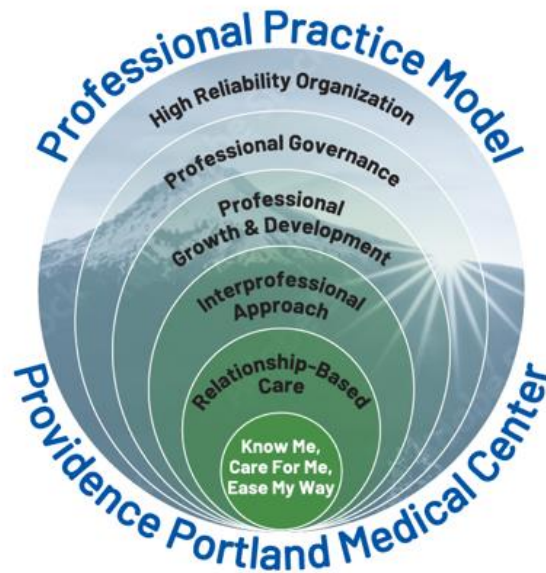 Professional Practice Model
High Reliability Organization
Professional Governance
Professional
Growth & Development
Interprofessional
Approach
Relationship-Based
Care
Know Me,
Care For Me,
Ease My Way
Providence Portland Medical Center